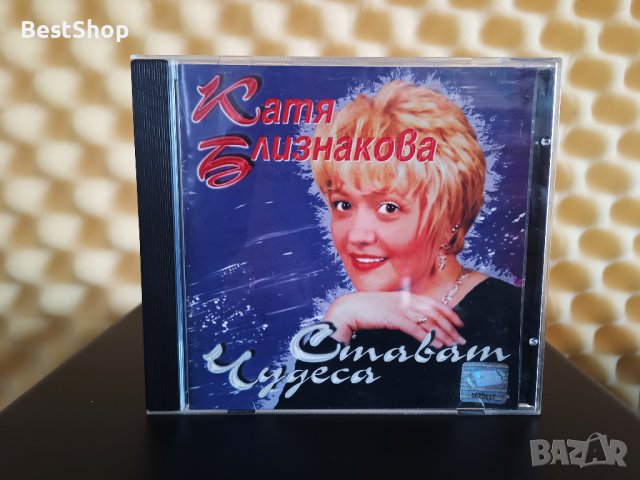 BestShop
Катя
Близнакова
Стават
Чудеса
BAZAR